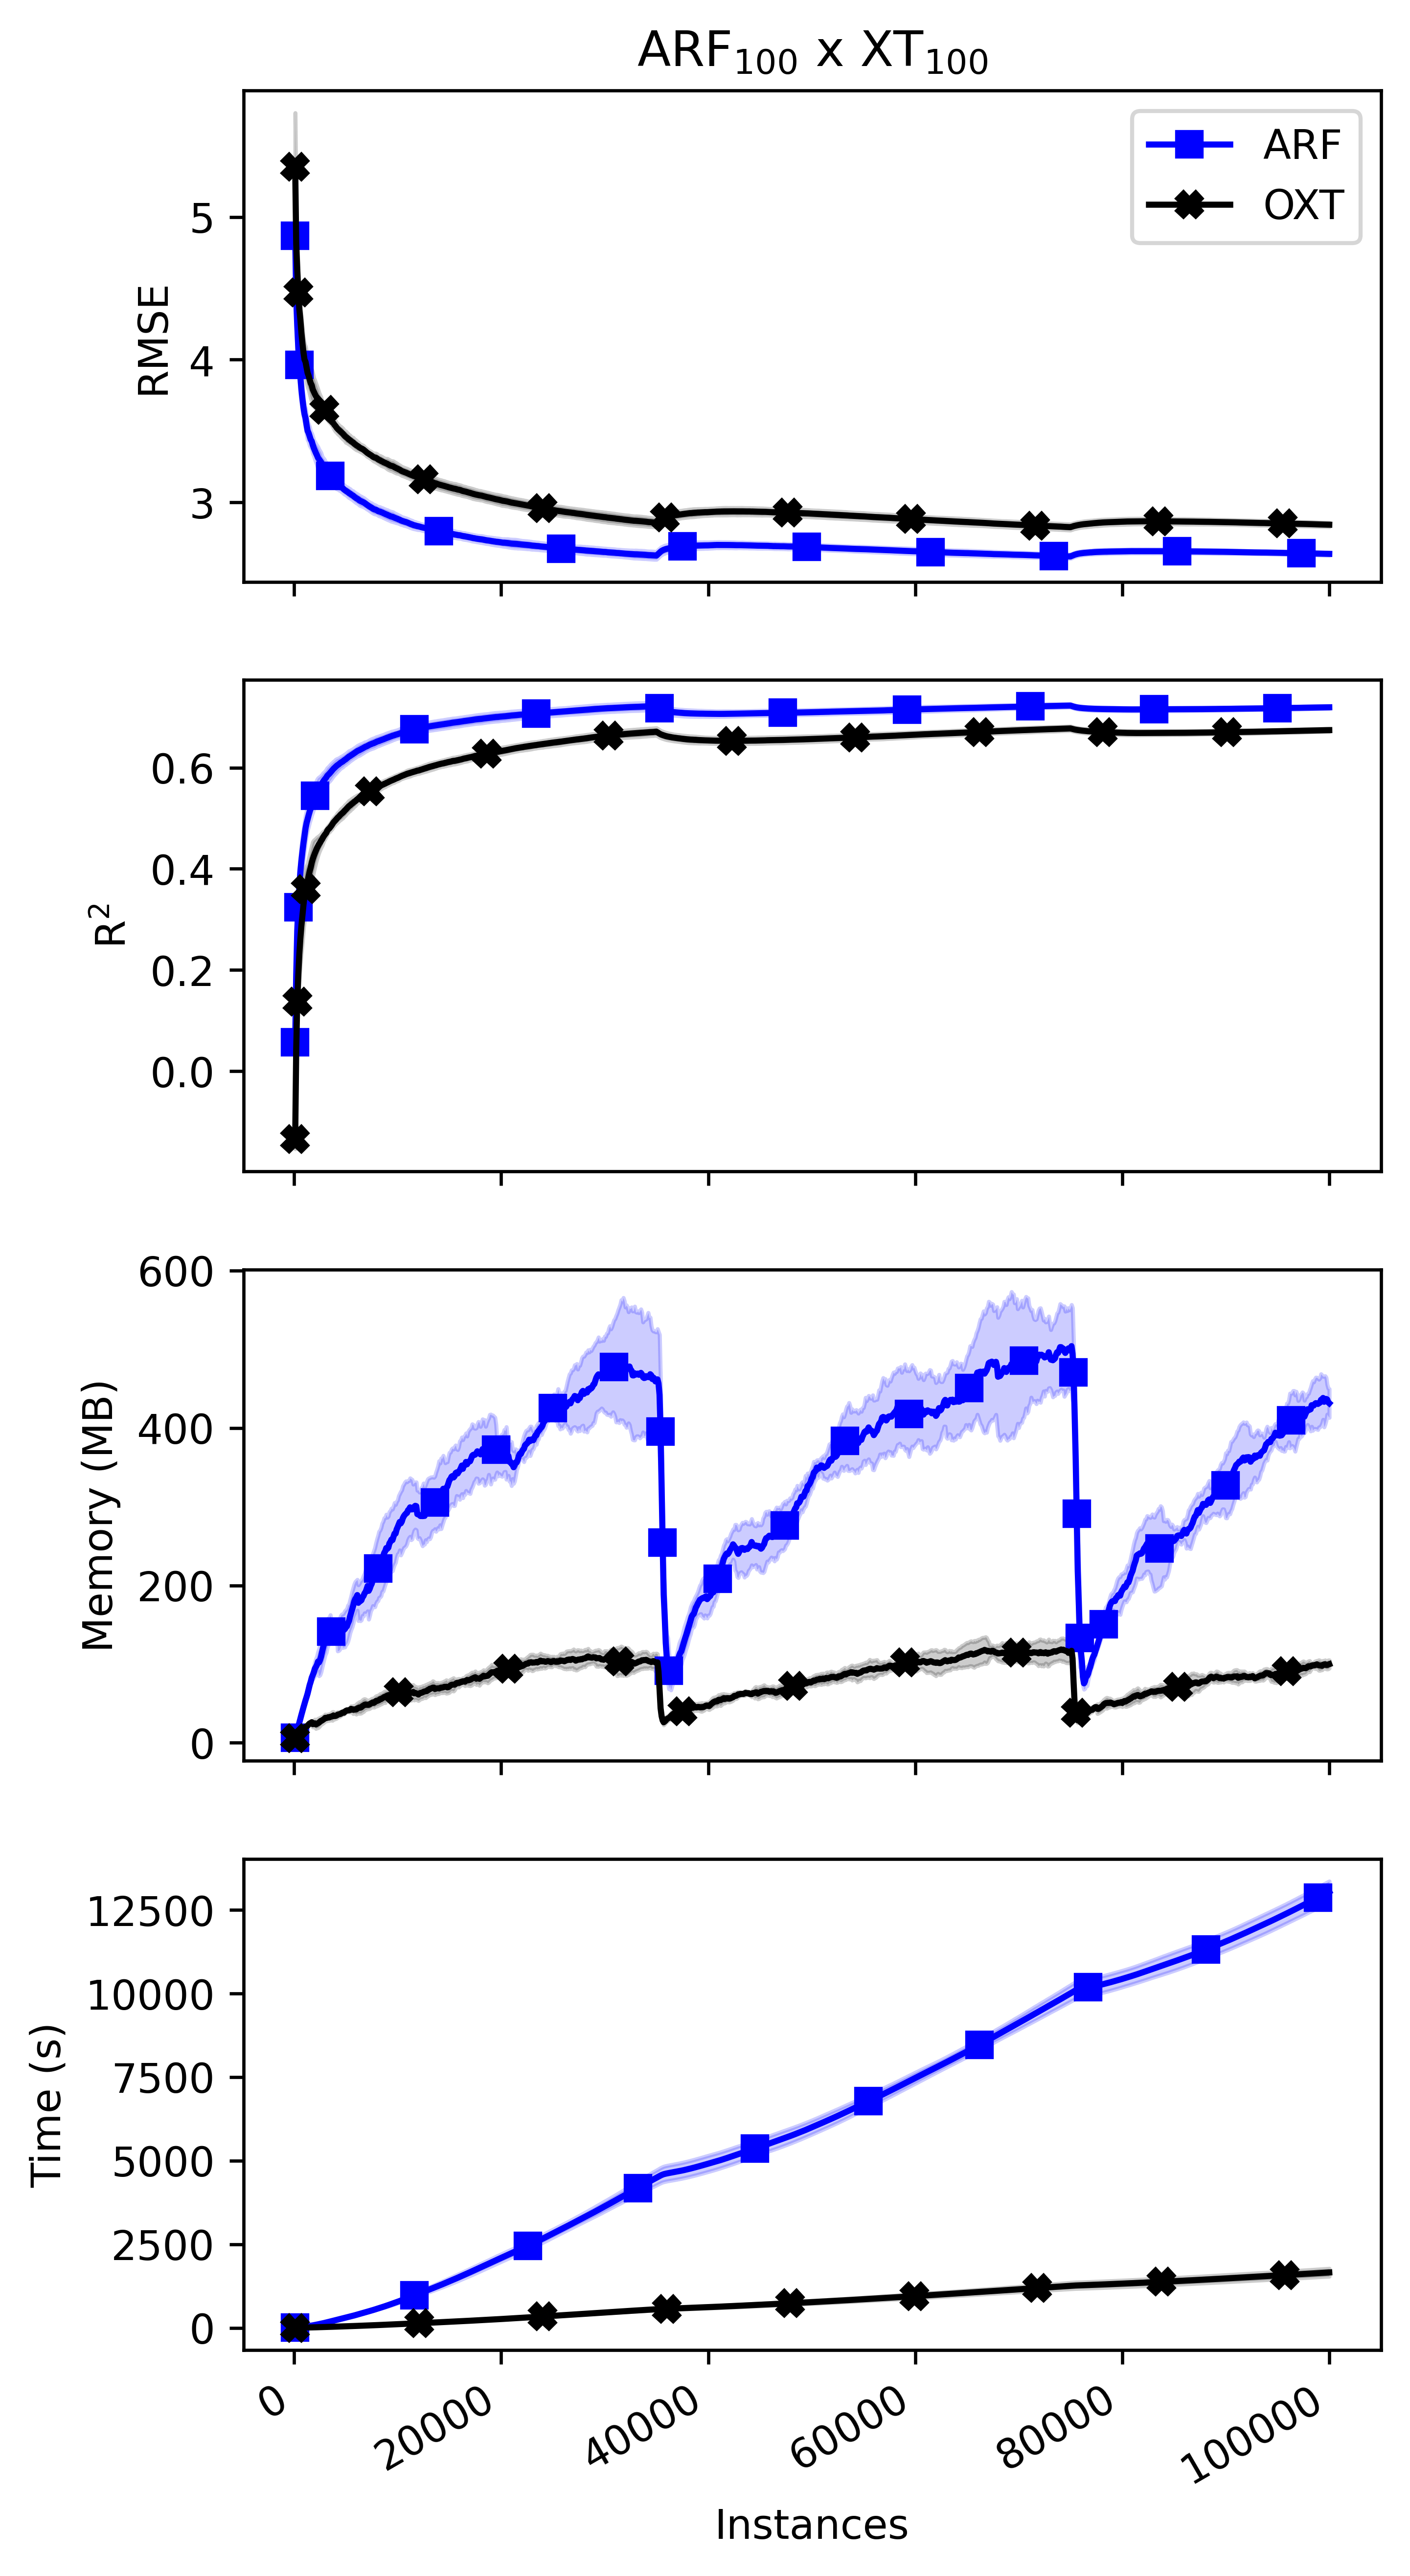 ARF₁₀₀ x XT₁₀₀
ARF
OXT
RMSE
5
4
3
R²
0.6
0.4
0.2
0.0
Memory (MB)
600
400
200
0
Time (s)
12500
10000
7500
5000
2500
0
0
20000
40000
60000
80000
100000
Instances